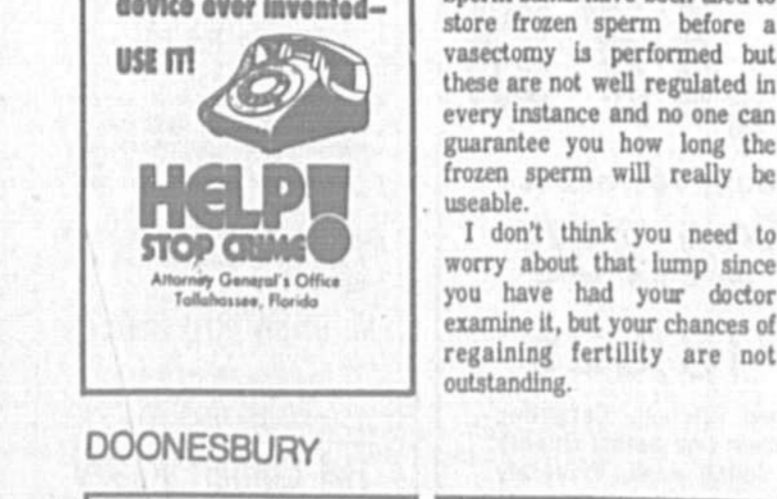 device ever invented—
USE IT!
HELP!
STOP CRIME
Attorney General's Office
Tallahassee, Florida
store frozen sperm before a
vasectomy is performed but
these are not well regulated in
every instance and no one can
guarantee you how long the
frozen sperm will really be
useable.
I don't think you need to
worry about that lump since
you have had your doctor
examine it, but your chances of
regaining fertility are not
outstanding.
DOONESBURY